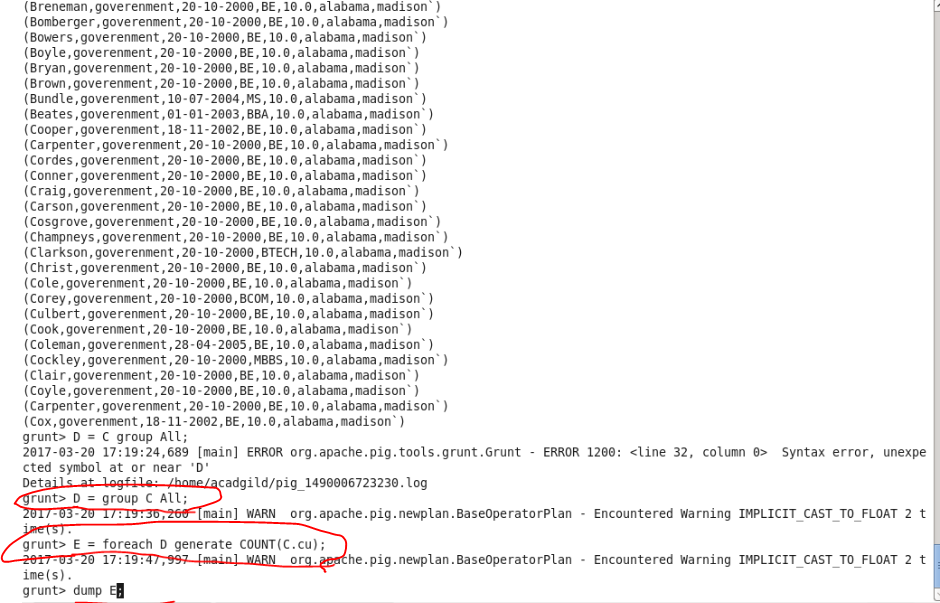 (Breneman,goverenment,20-10-2000,BE,10.0,alabama,madison`)
(Bomberger,goverenment,20-10-2000,BE,10.0,alabama,madison`)
(Bowers,goverenment,20-10-2000,BE,10.0,alabama,madison`)
(Boyle,goverenment,20-10-2000,BE,10.0,alabama,madison`)
(Bryan,goverenment,20-10-2000,BE,10.0,alabama,madison`)
(Brown,goverenment,20-10-2000,BE,10.0,alabama,madison`)
(Bundle,goverenment,10-07-2004,MS,10.0,alabama,madison`)
(Beates,goverenment,01-01-2003,BBA,10.0,alabama,madison`)
(Cooper,goverenment,18-11-2002,BE,10.0,alabama,madison`)
(Carpenter,goverenment,20-10-2000,BE,10.0,alabama,madison`)
(Cordes,goverenment,20-10-2000,BE,10.0,alabama,madison`)
(Conner,goverenment,20-10-2000,BE,10.0,alabama,madison`)
(Craig,goverenment,20-10-2000,BE,10.0,alabama,madison`)
(Carson,goverenment,20-10-2000,BE,10.0,alabama,madison`)
(Cosgrove,goverenment,20-10-2000,BE,10.0,alabama,madison`)
(Champneys,goverenment,20-10-2000,BE,10.0,alabama,madison`)
(Clarkson,goverenment,20-10-2000,BTECH,10.0,alabama,madison`)
(Christ,goverenment,20-10-2000,BE,10.0,alabama,madison`)
(Cole,goverenment,20-10-2000,BE,10.0,alabama,madison`)
(Corey,goverenment,20-10-2000,BCOM,10.0,alabama,madison`)
(Culbert,goverenment,20-10-2000,BE,10.0,alabama,madison`)
(Cook,goverenment,20-10-2000,BE,10.0,alabama,madison`)
(Coleman,goverenment,28-04-2005,BE,10.0,alabama,madison`)
(Cockley,goverenment,20-10-2000,MBBS,10.0,alabama,madison`)
(Clair,goverenment,20-10-2000,BE,10.0,alabama,madison`)
(Coyle,goverenment,20-10-2000,BE,10.0,alabama,madison`)
(Carpenter,goverenment,20-10-2000,BE,10.0,alabama,madison`)
(Cox,goverenment,18-11-2002,BE,10.0,alabama,madison`)
grunt> D = C group All;
2017-03-20 17:19:24,689 [main] ERROR org.apache.pig.tools.grunt.Grunt - ERROR 1200: <line 32, column 0>  Syntax error, unexpe
cted symbol at or near 'D'
Details at logfile: /home/acadgild/pig_1490006723230.log
grunt> D = group C All;
2017-03-20 17:19:36,260 [main] WARN  org.apache.pig.newplan.BaseOperatorPlan - Encountered Warning IMPLICIT_CAST_TO_FLOAT 2 t
ime(s).
grunt> E = foreach D generate COUNT(C.cu);
2017-03-20 17:19:47,997 [main] WARN  org.apache.pig.newplan.BaseOperatorPlan - Encountered Warning IMPLICIT_CAST_TO_FLOAT 2 t
ime(s).
grunt> dump E;